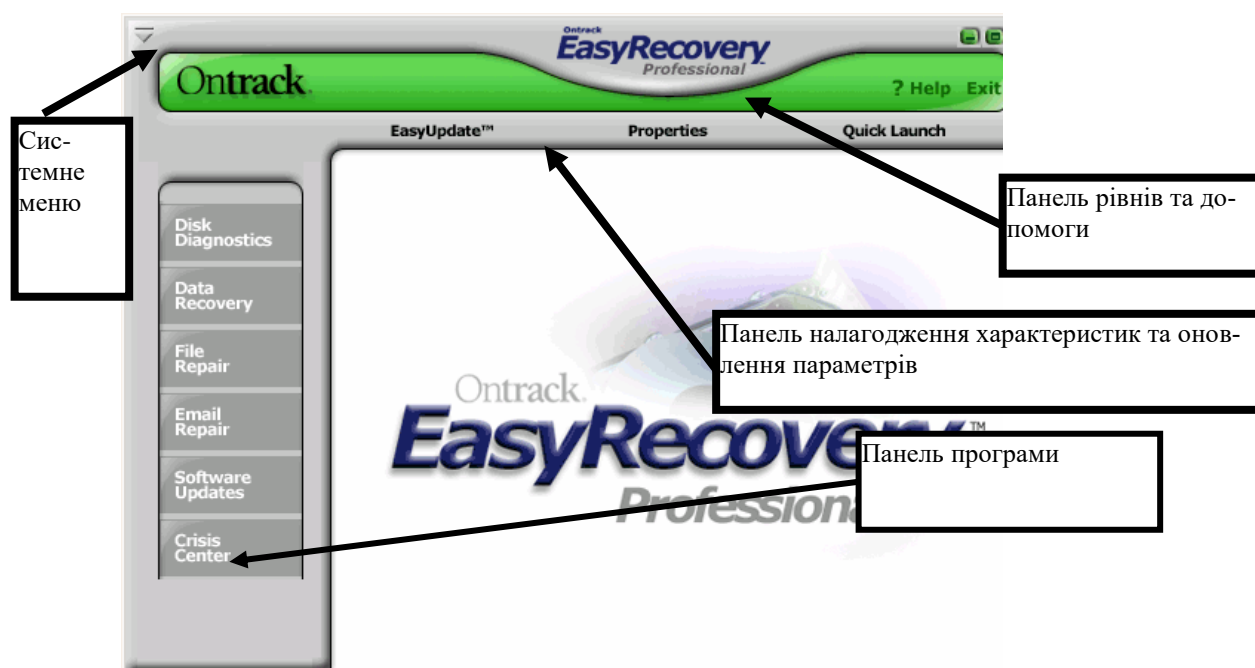 Ontrack
EasyRecovery
Professional
Ontrack.
? Help Exit
EasyUpdate™ Properties Quick Launch
Сис-
темне
меню
Панель рівнів та до-
помоги
Disk
Diagnostics
Data
Recovery
File
Repair
Email
Repair
Software
Updates
Crisis
Center
Панель налагодження характеристик та онов-
лення параметрів
Ontrack.
EasyRecovery™
Professional
Панель програми